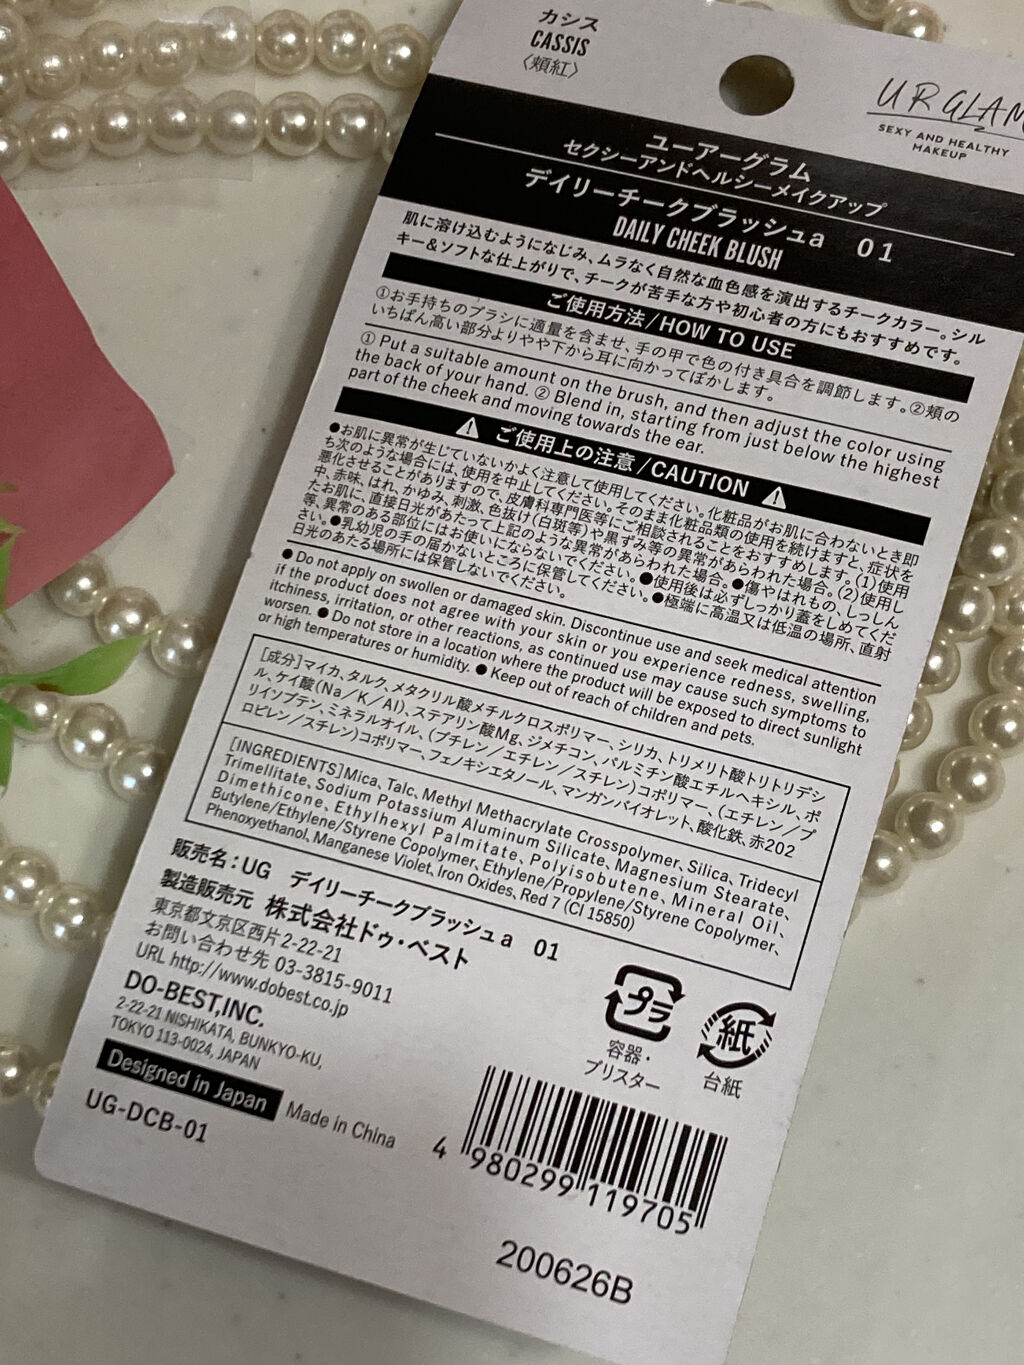 カシス
CASSIS
〈頬紅〉
URGLAM
SEXY AND HEALTHY
MAKEUP
ユーアーグラム
セクシーアンドヘルシーメイクアップ
デイリーチークブラッシュa 01
DAILY CHEEK BLUSH
肌に溶け込むようになじみ、ムラなく自然な血色感を演出するチークカラー。シル
キー&ソフトな仕上がりで、チークが苦手な方や初心者の方にもおすすめです。
ご使用方法/HOW TO USE
①お手持ちのブラシに適量を含ませ、手の甲で色の付き具合を調節します。②頬の
いちばん高い部分よりやや下から耳に向かってぼかします。
① Put a suitable amount on the brush, and then adjust the color using
the back of your hand. ② Blend in, starting from just below the highest
part of the cheek and moving towards the ear.
⚠ ご使用上の注意/CAUTION ⚠
●お肌に異常が生じていないかよく注意して使用してください。化粧品がお肌に合わないとき即
ち次のような場合には、使用を中止してください。そのまま化粧品類の使用を続けますと、症状を
悪化させることがありますので、皮膚科専門医等にご相談されることをおすすめします。(1)使用
中、赤味、はれ、かゆみ、刺激、色抜け(白斑等)や黒ずみ等の異常があらわれた場合。(2)使用し
たお肌に、直接日光があたって上記のような異常があらわれた場合。●傷やはれもの、しっしん
等、異常のある部位にはお使いにならないでください。●使用後は必ずしっかり蓋をしめてくだ
さい。●乳幼児の手の届かないところに保管してください。●極端に高温又は低温の場所、直射
日光のあたる場所には保管しないでください。
● Do not apply on swollen or damaged skin. Discontinue use and seek medical attention
if the product does not agree with your skin or you experience redness, swelling,
itchiness, irritation, or other reactions, as continued use may cause such symptoms to
worsen. ● Do not store in a location where the product will be exposed to direct sunlight
or high temperatures or humidity. ● Keep out of reach of children and pets.
[成分]マイカ、タルク、メタクリル酸メチルクロスポリマー、シリカ、トリメリト酸トリトリデシ
ル、ケイ酸(Na/K/Al)、ステアリン酸Mg、ジメチコン、パルミチン酸エチルヘキシル、ポ
リイソブテン、ミネラルオイル、(ブチレン/エチレン/スチレン)コポリマー、(エチレン/プ
ロピレン/スチレン)コポリマー、フェノキシエタノール、マンガンバイオレット、酸化鉄、赤202
[INGREDIENTS]Mica, Talc, Methyl Methacrylate Crosspolymer, Silica, Tridecyl
Trimellitate, Sodium Potassium Aluminum Silicate, Magnesium Stearate,
Dimethicone, Ethylhexyl Palmitate, Polyisobutene, Mineral Oil,
Butylene/Ethylene/Styrene Copolymer, Ethylene/Propylene/Styrene Copolymer,
Phenoxyethanol, Manganese Violet, Iron Oxides, Red 7 (CI 15850)
販売名:UG デイリーチークブラッシュa 01
製造販売元 株式会社ドゥ・ベスト
東京都文京区西片2-22-21
お問い合わせ先 03-3815-9011
URL http://www.dobest.co.jp
DO-BEST,INC.
2-22-21 NISHIKATA, BUNKYO-KU,
TOKYO 113-0024, JAPAN
Designed in Japan Made in China
UG-DCB-01
プラ
容器・
ブリスター
紙
台紙
4 980299 119705
200626B